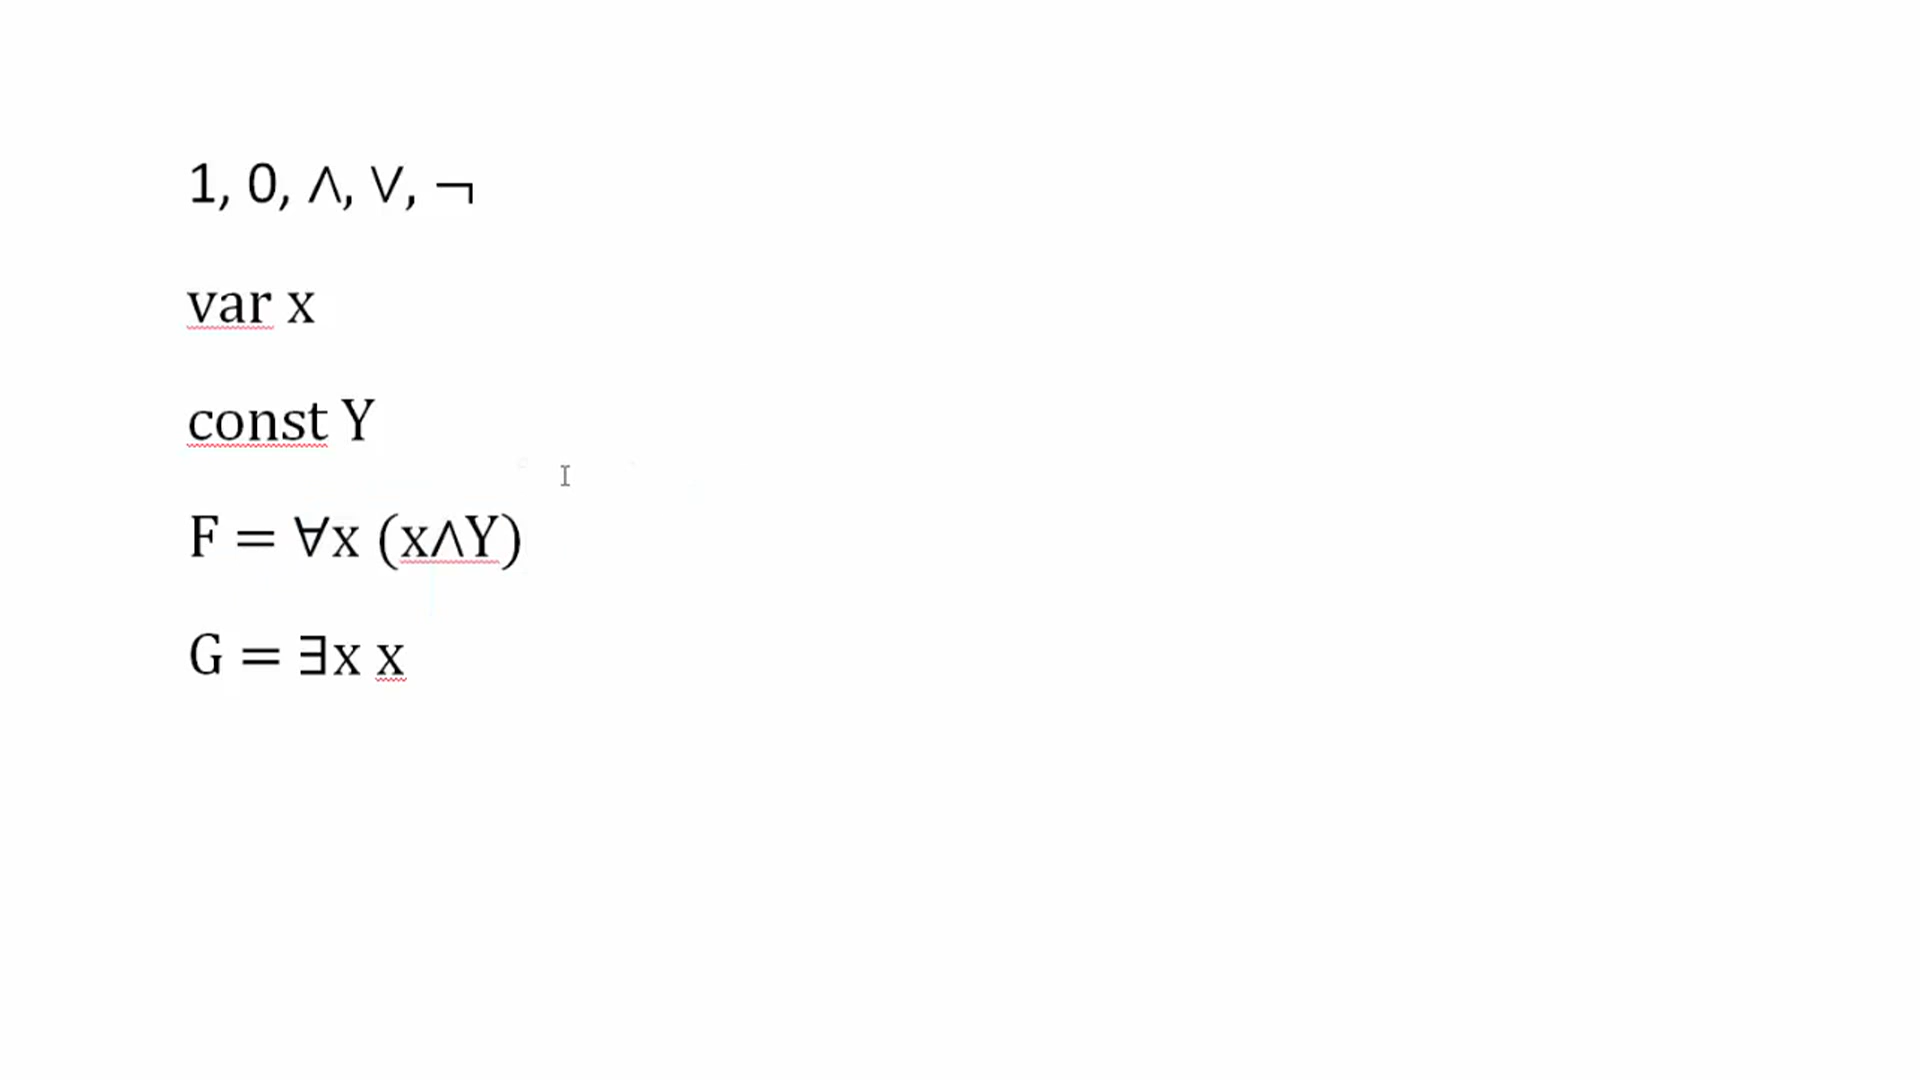 1, 0, ∧, ∨, ¬
var x
const Y
F = ∀x (x∧Y)
G = ∃x x